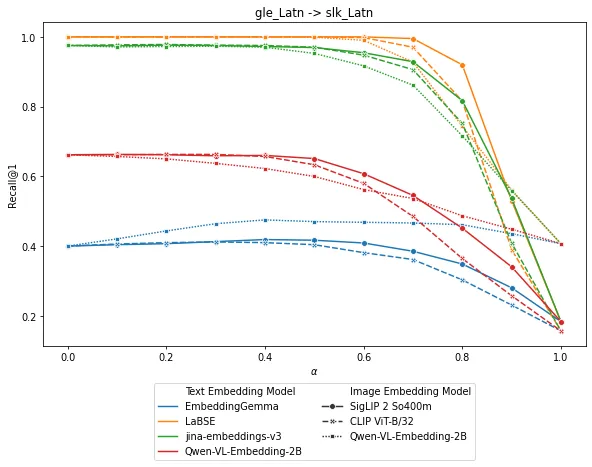 gle_Latn -> slk_Latn
1.0
0.8
0.6
0.4
0.2
Recall@1
0.0 0.2 0.4 0.6 0.8 1.0
α
Text Embedding Model Image Embedding Model
EmbeddingGemma SigLIP 2 So400m
LaBSE CLIP ViT-B/32
jina-embeddings-v3 Qwen-VL-Embedding-2B
Qwen-VL-Embedding-2B